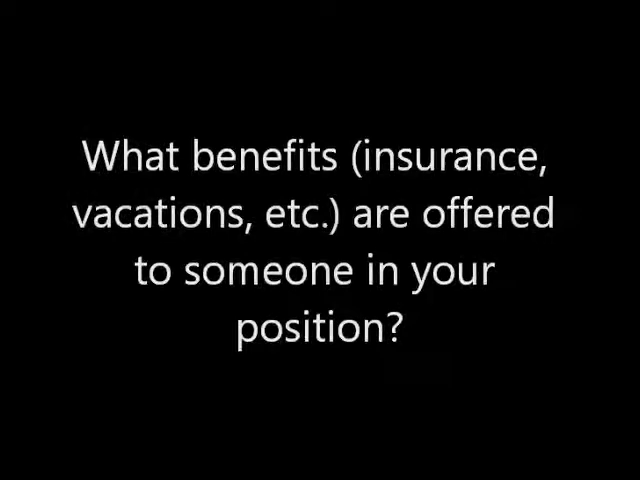 What benefits (insurance,
vacations, etc.) are offered
to someone in your
position?